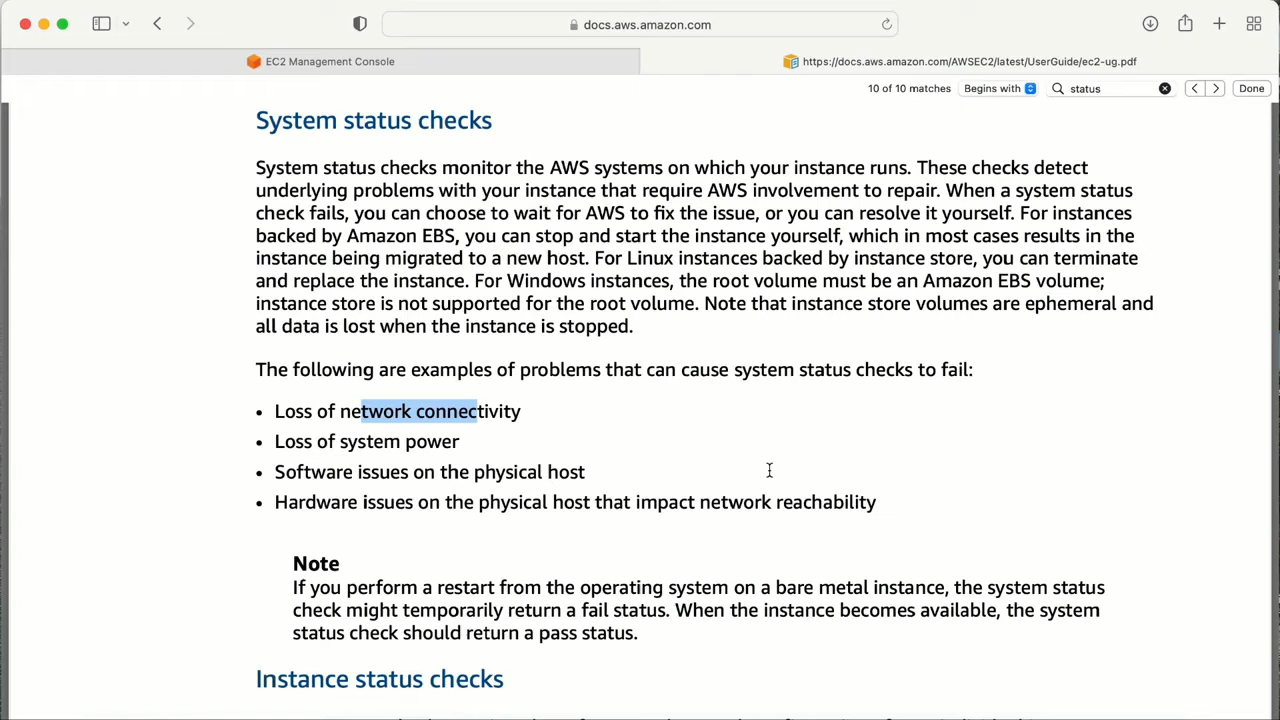 docs.aws.amazon.com
EC2 Management Console
https://docs.aws.amazon.com/AWSEC2/latest/UserGuide/ec2-ug.pdf
10 of 10 matches Begins with status Done
System status checks
System status checks monitor the AWS systems on which your instance runs. These checks detect
underlying problems with your instance that require AWS involvement to repair. When a system status
check fails, you can choose to wait for AWS to fix the issue, or you can resolve it yourself. For instances
backed by Amazon EBS, you can stop and start the instance yourself, which in most cases results in the
instance being migrated to a new host. For Linux instances backed by instance store, you can terminate
and replace the instance. For Windows instances, the root volume must be an Amazon EBS volume;
instance store is not supported for the root volume. Note that instance store volumes are ephemeral and
all data is lost when the instance is stopped.
The following are examples of problems that can cause system status checks to fail:
• Loss of network connectivity
• Loss of system power
• Software issues on the physical host
• Hardware issues on the physical host that impact network reachability
Note
If you perform a restart from the operating system on a bare metal instance, the system status
check might temporarily return a fail status. When the instance becomes available, the system
status check should return a pass status.
Instance status checks